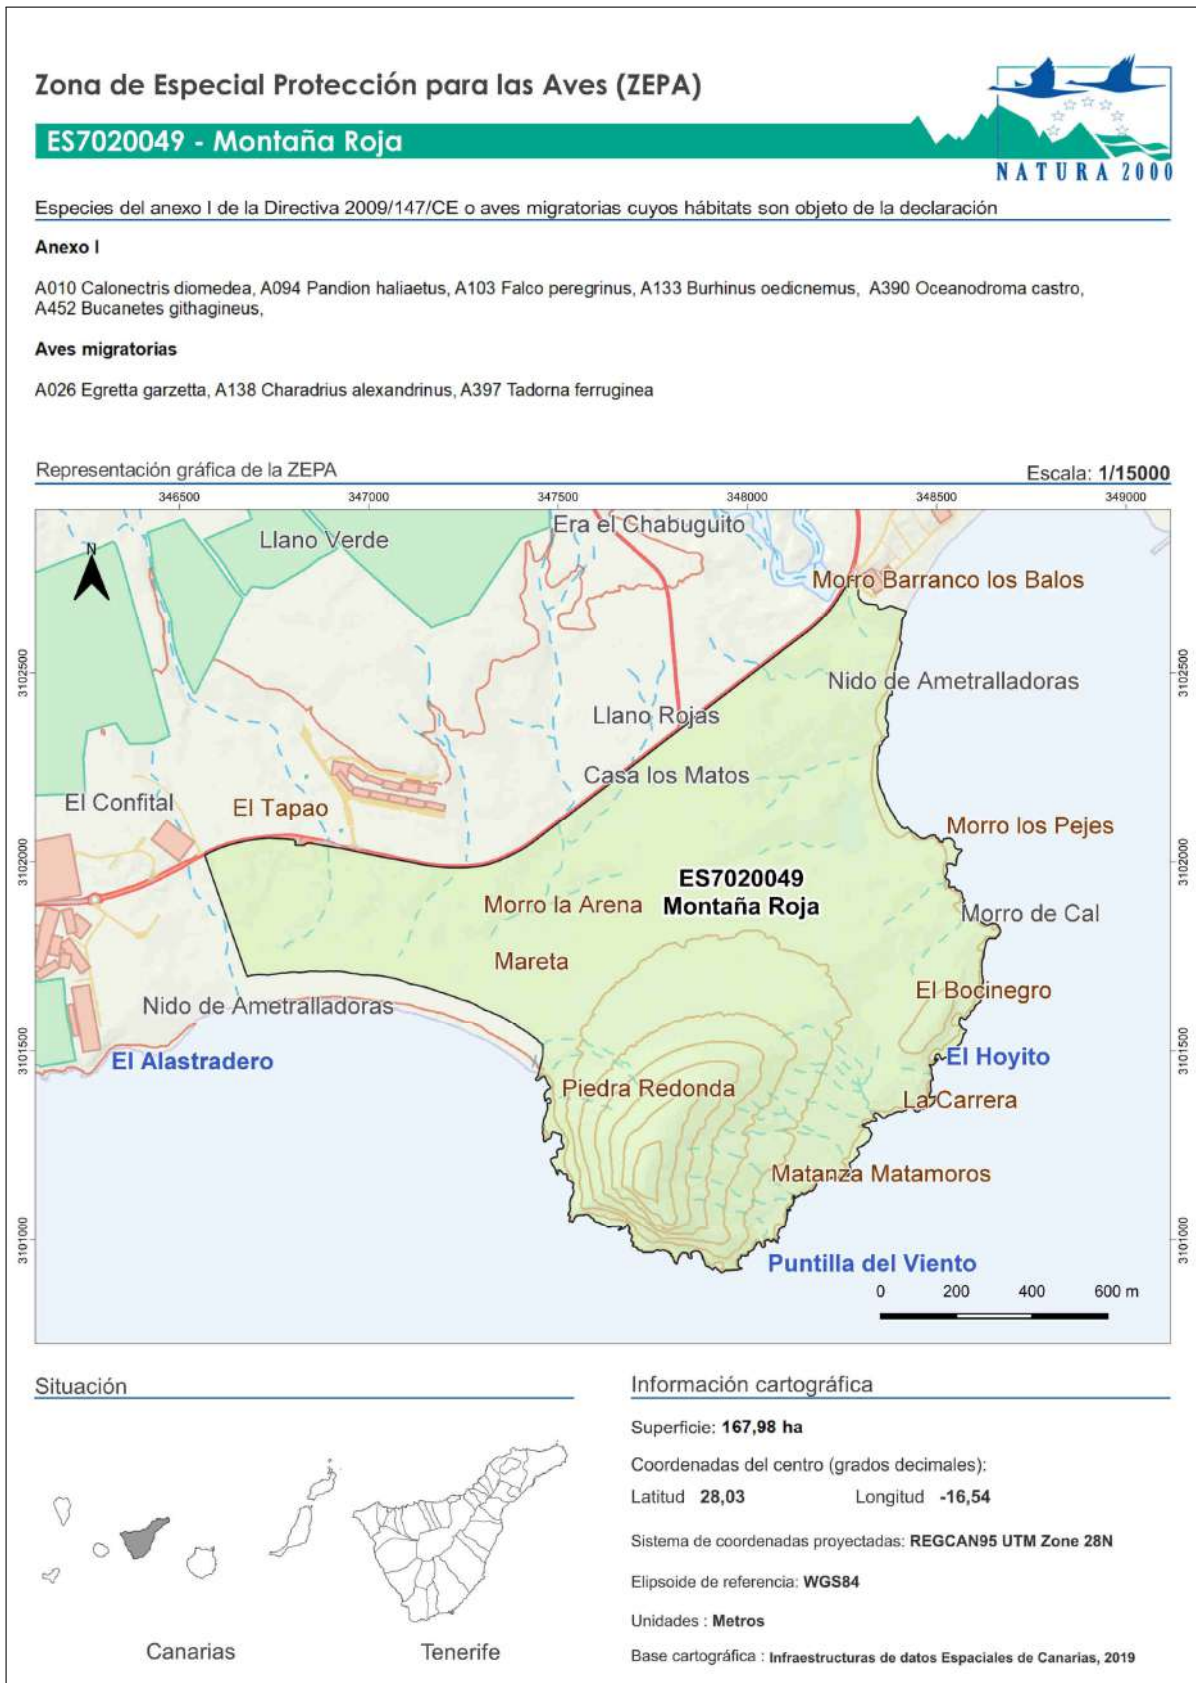 Zona de Especial Protección para las Aves (ZEPA)
ES7020049 - Montaña Roja
NATURA 2000
Especies del anexo I de la Directiva 2009/147/CE o aves migratorias cuyos hábitats son objeto de la declaración
Anexo I
A010 Calonectris diomedea, A094 Pandion haliaetus, A103 Falco peregrinus, A133 Burhinus oedicnemus, A390 Oceanodroma castro,
A452 Bucanetes githagineus,
Aves migratorias
A026 Egretta garzetta, A138 Charadrius alexandrinus, A397 Tadorna ferruginea
Representación gráfica de la ZEPA
Escala: 1/15000
346500 347000 347500 348000 348500 349000
Era el Chabuguito
Llano Verde
N
Morro Barranco los Balos
3102500 3102500
Nido de Ametralladoras
Llano Rojas
Casa los Matos
El Confital
El Tapao
Morro los Pejes
3102000 3102000
ES7020049
Montaña Roja
Morro la Arena
Morro de Cal
Mareta
El Bocinegro
Nido de Ametralladoras
3101500 3101500
El Alastradero
El Hoyito
Piedra Redonda
La Carrera
Matanza Matamoros
3101000 3101000
Puntilla del Viento
0 200 400 600 m
Situación
Canarias
Tenerife
Información cartográfica
Superficie: 167,98 ha
Coordenadas del centro (grados decimales):
Latitud 28,03 Longitud -16,54
Sistema de coordenadas proyectadas: REGCAN95 UTM Zone 28N
Elipsoide de referencia: WGS84
Unidades : Metros
Base cartográfica : Infraestructuras de datos Espaciales de Canarias, 2019